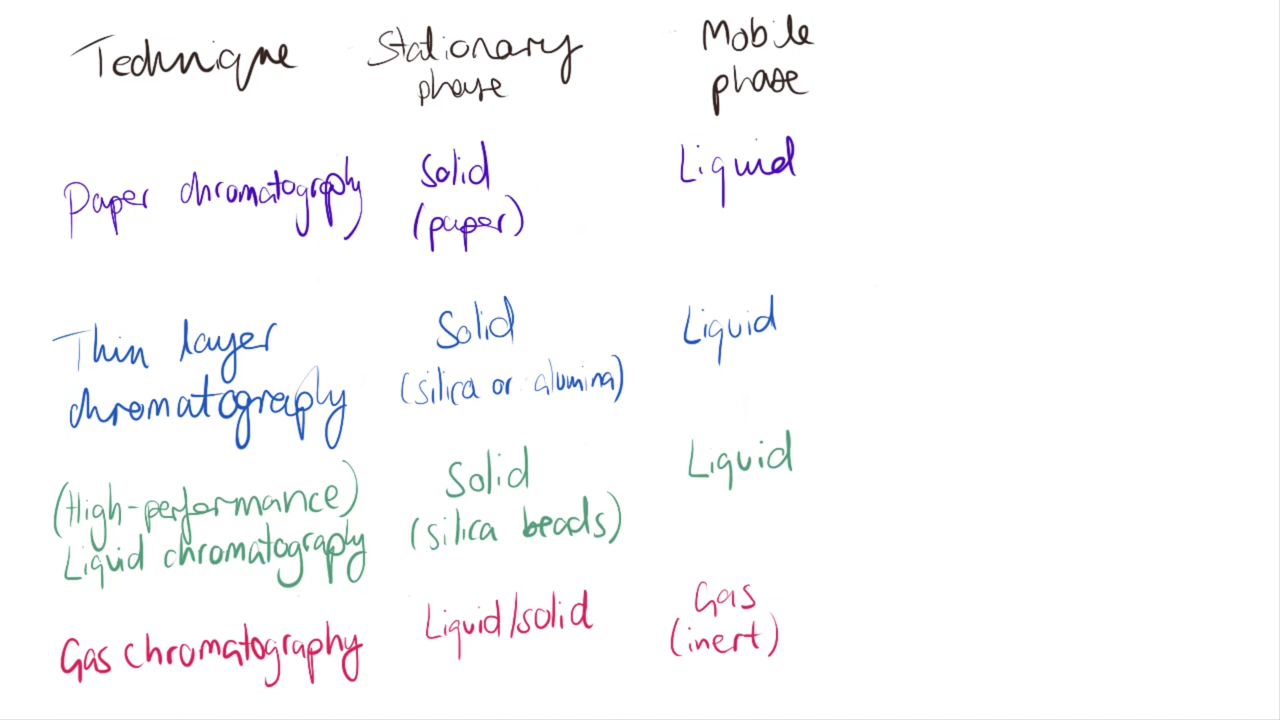 Technique Stationary phase Mobile phase
Paper chromatography Solid (paper) Liquid
Thin layer chromatography Solid (silica or alumina) Liquid
(High-performance) Liquid chromatography Solid (silica beads) Liquid
Gas chromatography Liquid/solid Gas (inert)